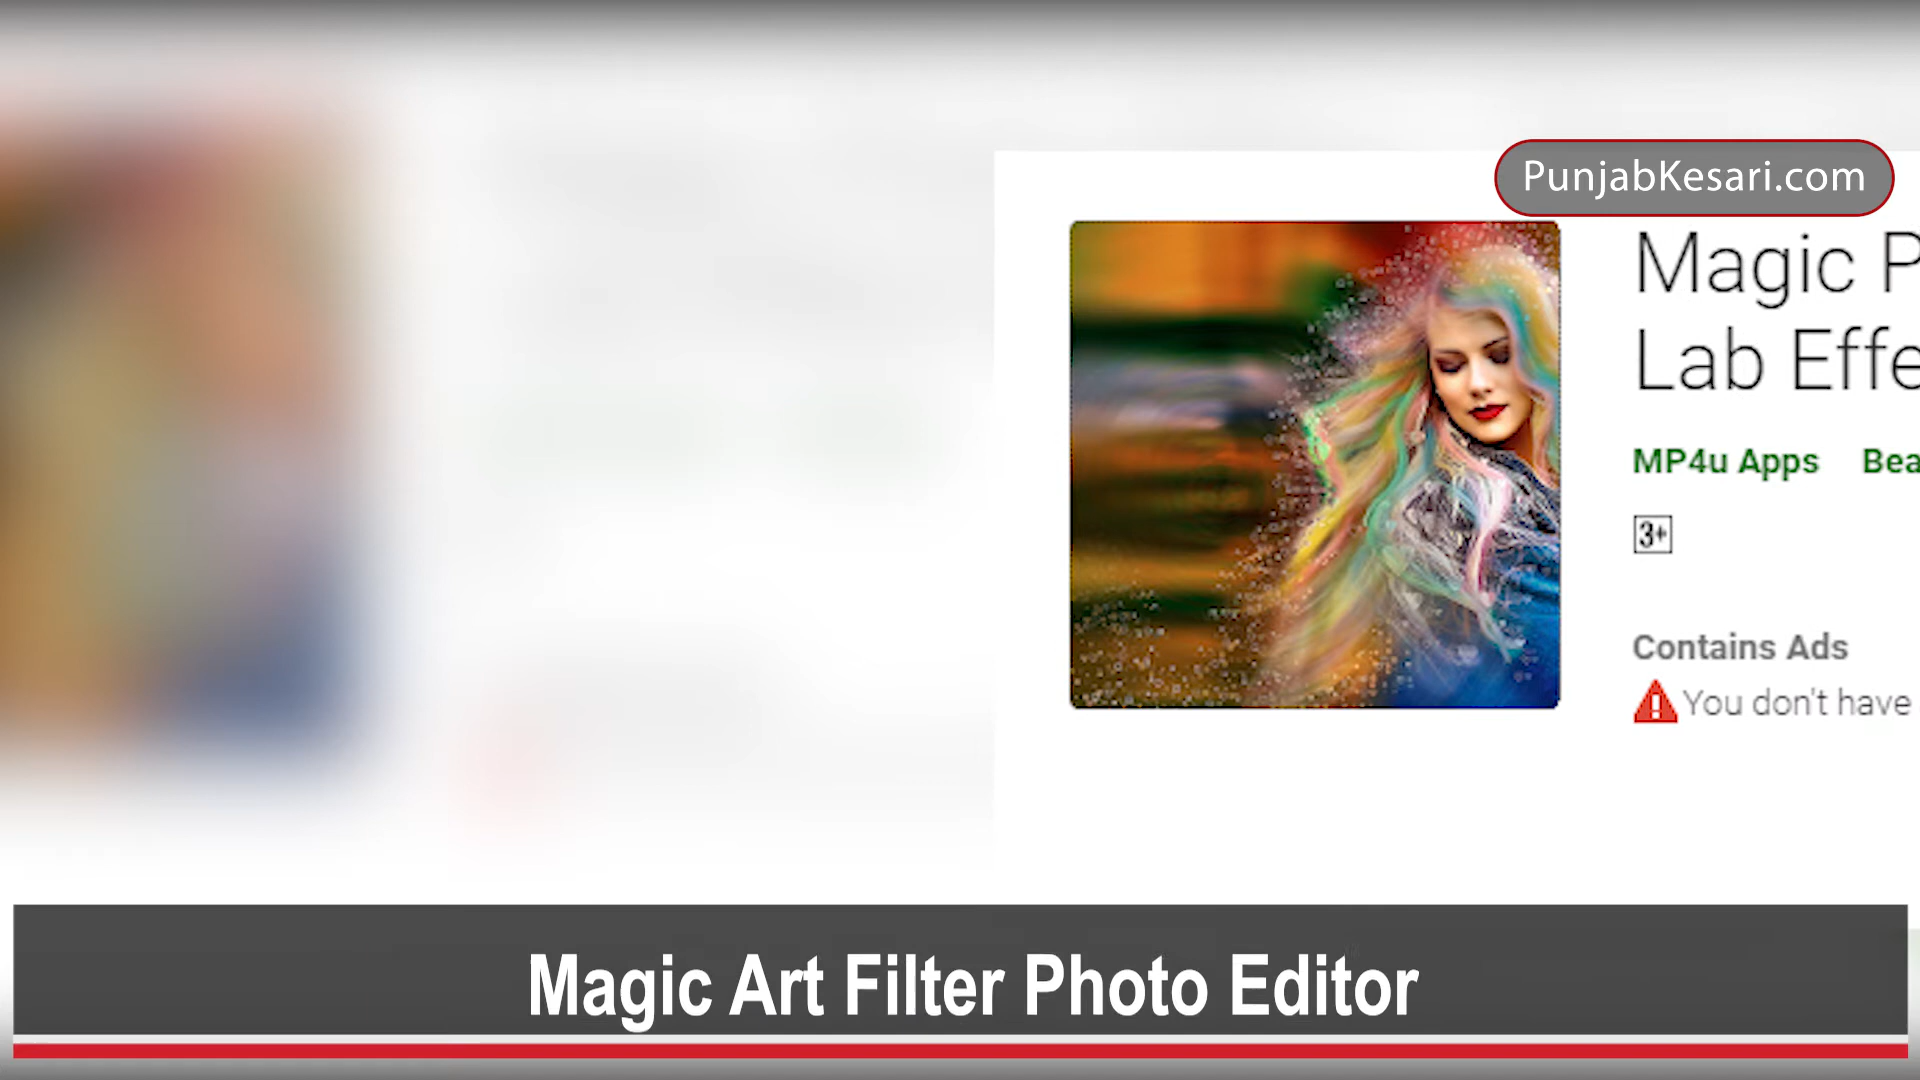 PunjabKesari.com
Magic P
Lab Effe
MP4u Apps Bea
3+
Contains Ads
You don't have
Magic Art Filter Photo Editor